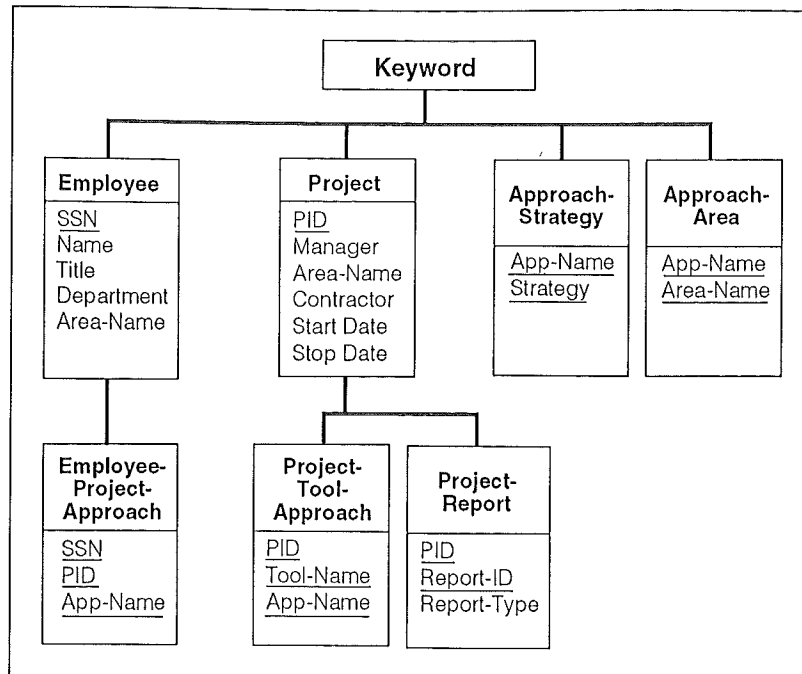 Keyword
Employee
SSN
Name
Title
Department
Area-Name
Project
PID
Manager
Area-Name
Contractor
Start Date
Stop Date
Approach-
Strategy
App-Name
Strategy
Approach-
Area
App-Name
Area-Name
Employee-
Project-
Approach
SSN
PID
App-Name
Project-
Tool-
Approach
PID
Tool-Name
App-Name
Project-
Report
PID
Report-ID
Report-Type